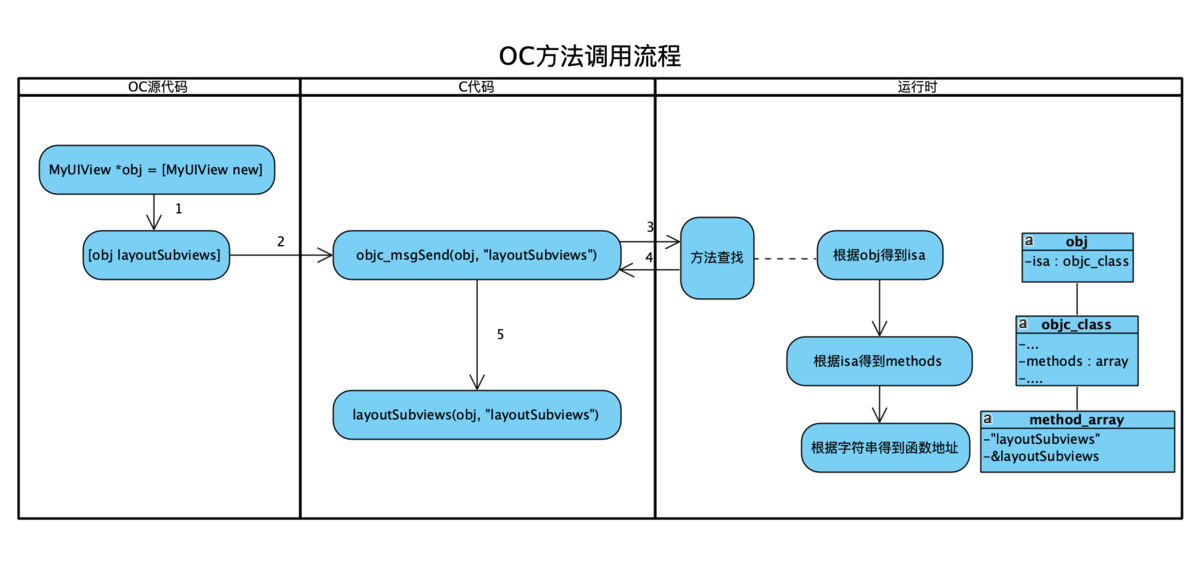 OC方法调用流程
OC源代码
C代码
运行时
MyUIView *obj = [MyUIView new]
1
[obj layoutSubviews]
2
objc_msgSend(obj, "layoutSubviews")
3
4
5
layoutSubviews(obj, "layoutSubviews")
方法查找
根据obj得到isa
根据isa得到methods
根据字符串得到函数地址
a
obj
-isa : objc_class
a
objc_class
-...
-methods : array
-....
a
method_array
-"layoutSubviews"
-&layoutSubviews